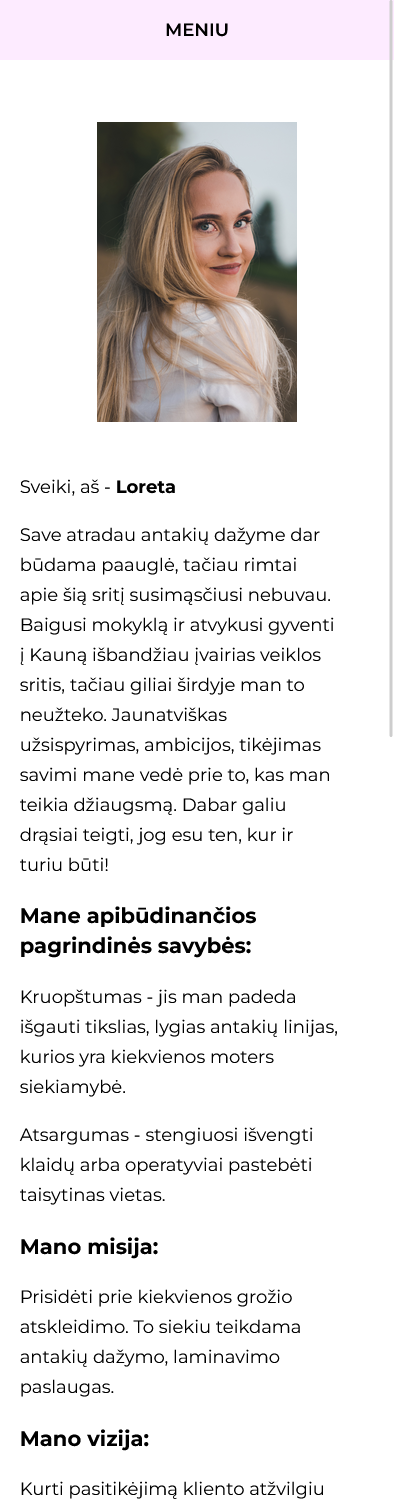 MENIU
Sveiki, aš - Loreta
Save atradau antakių dažyme dar
būdama paauglė, tačiau rimtai
apie šią sritį susimąsčiusi nebuvau.
Baigusi mokyklą ir atvykusi gyventi
į Kauną išbandžiau įvairias veiklos
sritis, tačiau giliai širdyje man to
neužteko. Jaunatviškas
užsispyrimas, ambicijos, tikėjimas
savimi mane vedė prie to, kas man
teikia džiaugsmą. Dabar galiu
drąsiai teigti, jog esu ten, kur ir
turiu būti!
Mane apibūdinančios
pagrindinės savybės:
Kruopštumas - jis man padeda
išgauti tikslias, lygias antakių linijas,
kurios yra kiekvienos moters
siekiamybė.
Atsargumas - stengiuosi išvengti
klaidų arba operatyviai pastebėti
taisytinas vietas.
Mano misija:
Prisidėti prie kiekvienos grožio
atskleidimo. To siekiu teikdama
antakių dažymo, laminavimo
paslaugas.
Mano vizija:
Kurti pasitikėjimą kliento atžvilgiu